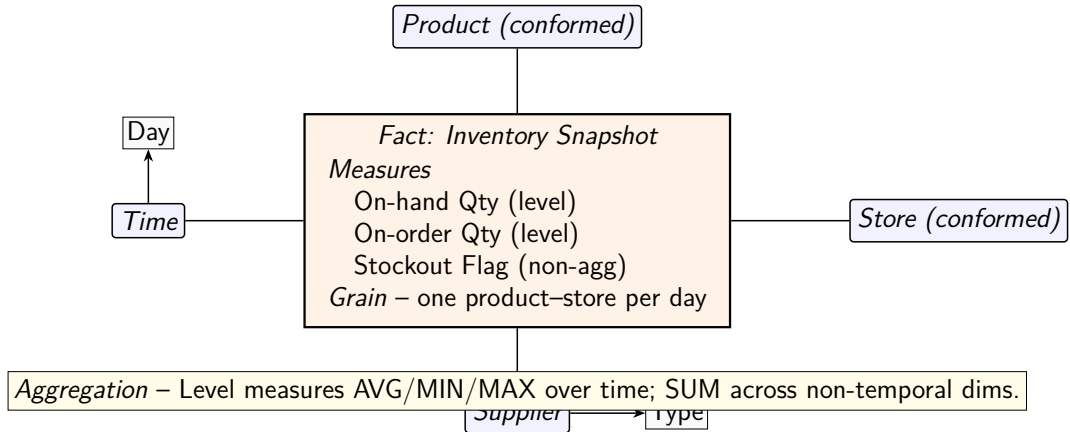 Product (conformed)
Day
Fact: Inventory Snapshot
Measures
On-hand Qty (level)
On-order Qty (level)
Stockout Flag (non-agg)
Grain – one product–store per day
Time
Store (conformed)
Aggregation – Level measures AVG/MIN/MAX over time; SUM across non-temporal dims.
Supplier
Type